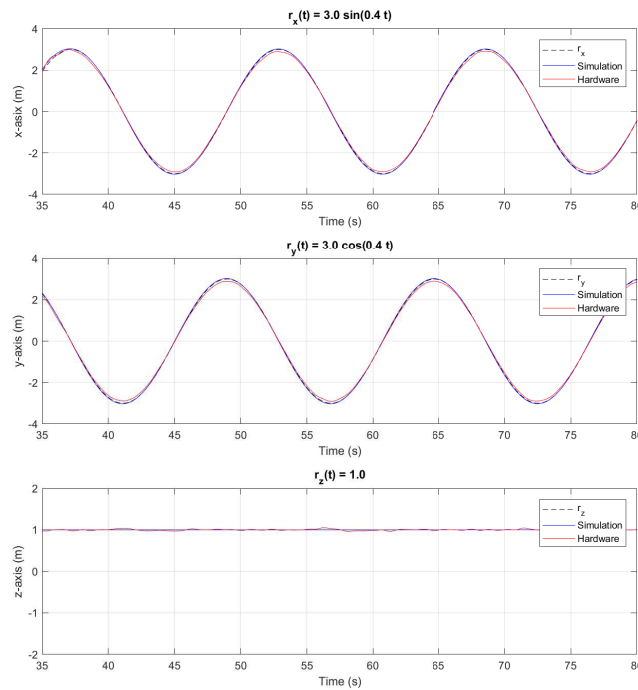 r_x(t) = 3.0 sin(0.4 t)
4
2
0
-2
-4
x-asix (m)
r_x
Simulation
Hardware
35 40 45 50 55 60 65 70 75 80
Time (s)
r_y(t) = 3.0 cos(0.4 t)
4
2
0
-2
-4
y-axis (m)
r_y
Simulation
Hardware
35 40 45 50 55 60 65 70 75 80
Time (s)
r_z(t) = 1.0
2
1
0
-1
-2
z-axis (m)
r_z
Simulation
Hardware
35 40 45 50 55 60 65 70 75 80
Time (s)